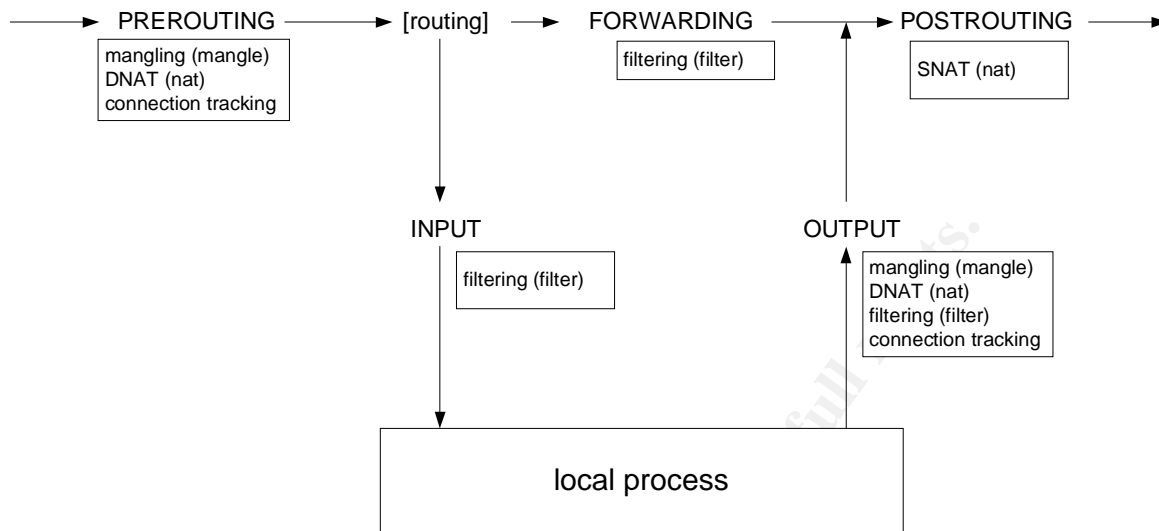 PREROUTING
[routing]
FORWARDING
POSTROUTING
mangling (mangle)
DNAT (nat)
connection tracking
filtering (filter)
SNAT (nat)
INPUT
OUTPUT
filtering (filter)
mangling (mangle)
DNAT (nat)
filtering (filter)
connection tracking
full
local process